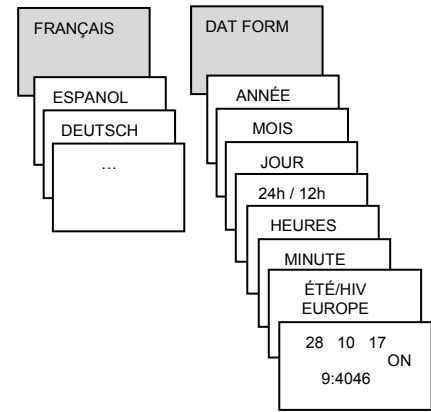 FRANÇAIS
ESPANOL
DEUTSCH
…
DAT FORM
ANNÉE
MOIS
JOUR
24h / 12h
HEURES
MINUTE
ÉTÉ/HIV
EUROPE
28 10 17
ON
9:4046